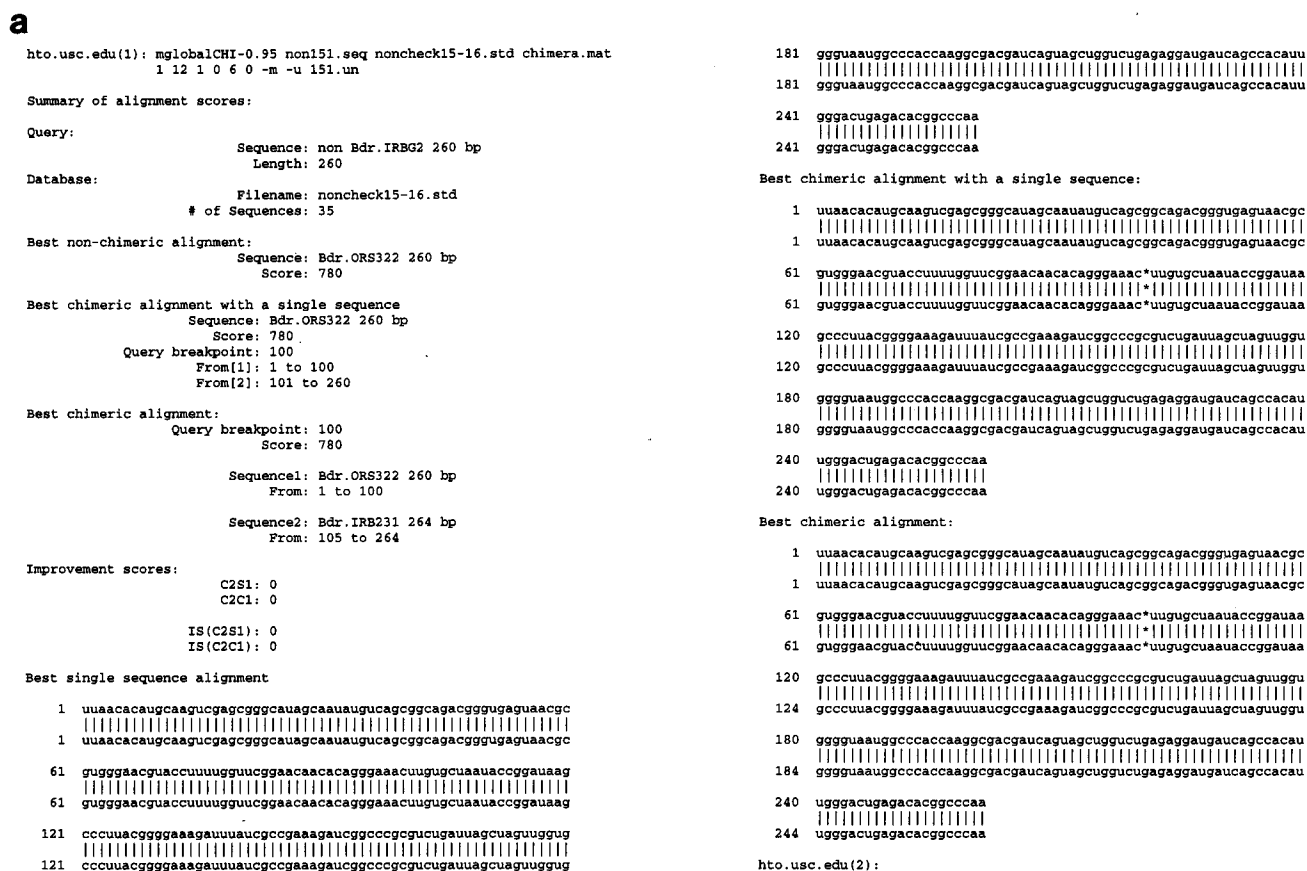 a
hto.usc.edu(1): mglobalCHI-0.95 non151.seq noncheck15-16.std chimera.mat
1 12 1 0 6 0 -m -u 151.un
Summary of alignment scores:
Query:
Sequence: non Bdr.IRBG2 260 bp
Length: 260
Database:
Filename: noncheck15-16.std
# of Sequences: 35
Best non-chimeric alignment:
Sequence: Bdr.ORS322 260 bp
Score: 780
Best chimeric alignment with a single sequence
Sequence: Bdr.ORS322 260 bp
Score: 780
Query breakpoint: 100
From[1]: 1 to 100
From[2]: 101 to 260
Best chimeric alignment:
Query breakpoint: 100
Score: 780
Sequence1: Bdr.ORS322 260 bp
From: 1 to 100
Sequence2: Bdr.IRB231 264 bp
From: 105 to 264
Improvement scores:
C2S1: 0
C2C1: 0
IS(C2S1): 0
IS(C2C1): 0
Best single sequence alignment
1 uuaacacaugcaagucgagcgggcauagcaauaugucagcggcagacgggugaguaacgc
||||||||||||||||||||||||||||||||||||||||||||||||||||||||||||
1 uuaacacaugcaagucgagcgggcauagcaauaugucagcggcagacgggugaguaacgc
61 gugggaacguaccuuuugguucggaacaacacagggaaacuugugcuaauaccggauaag
||||||||||||||||||||||||||||||||||||||||||||||||||||||||||||
61 gugggaacguaccuuuugguucggaacaacacagggaaacuugugcuaauaccggauaag
121 cccuuacggggaaagauuuaucgccgaaagaucggcccgcgucugauuagcuaguuggug
||||||||||||||||||||||||||||||||||||||||||||||||||||||||||||
121 cccuuacggggaaagauuuaucgccgaaagaucggcccgcgucugauuagcuaguuggug
181 ggguaauggcccaccaaggcgacgaucaguagcuggucugagaggaugaucagccacauu
||||||||||||||||||||||||||||||||||||||||||||||||||||||||||||
181 ggguaauggcccaccaaggcgacgaucaguagcuggucugagaggaugaucagccacauu
241 gggacugagacacggcccaa
||||||||||||||||||||
241 gggacugagacacggcccaa
Best chimeric alignment with a single sequence:
1 uuaacacaugcaagucgagcgggcauagcaauaugucagcggcagacgggugaguaacgc
||||||||||||||||||||||||||||||||||||||||||||||||||||||||||||
1 uuaacacaugcaagucgagcgggcauagcaauaugucagcggcagacgggugaguaacgc
61 gugggaacguaccuuuugguucggaacaacacagggaaac*uugugcuaauaccggauaa
||||||||||||||||||||||||||||||||||||||||*|||||||||||||||||||
61 gugggaacguaccuuuugguucggaacaacacagggaaac*uugugcuaauaccggauaa
120 gcccuuacggggaaagauuuaucgccgaaagaucggcccgcgucugauuagcuaguuggu
||||||||||||||||||||||||||||||||||||||||||||||||||||||||||||
120 gcccuuacggggaaagauuuaucgccgaaagaucggcccgcgucugauuagcuaguuggu
180 gggguaauggcccaccaaggcgacgaucaguagcuggucugagaggaugaucagccacau
||||||||||||||||||||||||||||||||||||||||||||||||||||||||||||
180 gggguaauggcccaccaaggcgacgaucaguagcuggucugagaggaugaucagccacau
240 ugggacugagacacggcccaa
|||||||||||||||||||||
240 ugggacugagacacggcccaa
Best chimeric alignment:
1 uuaacacaugcaagucgagcgggcauagcaauaugucagcggcagacgggugaguaacgc
||||||||||||||||||||||||||||||||||||||||||||||||||||||||||||
1 uuaacacaugcaagucgagcgggcauagcaauaugucagcggcagacgggugaguaacgc
61 gugggaacguaccuuuugguucggaacaacacagggaaac*uugugcuaauaccggauaa
||||||||||||||||||||||||||||||||||||||||*|||||||||||||||||||
61 gugggaacguaccuuuugguucggaacaacacagggaaac*uugugcuaauaccggauaa
120 gcccuuacggggaaagauuuaucgccgaaagaucggcccgcgucugauuagcuaguuggu
||||||||||||||||||||||||||||||||||||||||||||||||||||||||||||
124 gcccuuacggggaaagauuuaucgccgaaagaucggcccgcgucugauuagcuaguuggu
180 gggguaauggcccaccaaggcgacgaucaguagcuggucugagaggaugaucagccacau
||||||||||||||||||||||||||||||||||||||||||||||||||||||||||||
184 gggguaauggcccaccaaggcgacgaucaguagcuggucugagaggaugaucagccacau
240 ugggacugagacacggcccaa
|||||||||||||||||||||
244 ugggacugagacacggcccaa
hto.usc.edu(2):